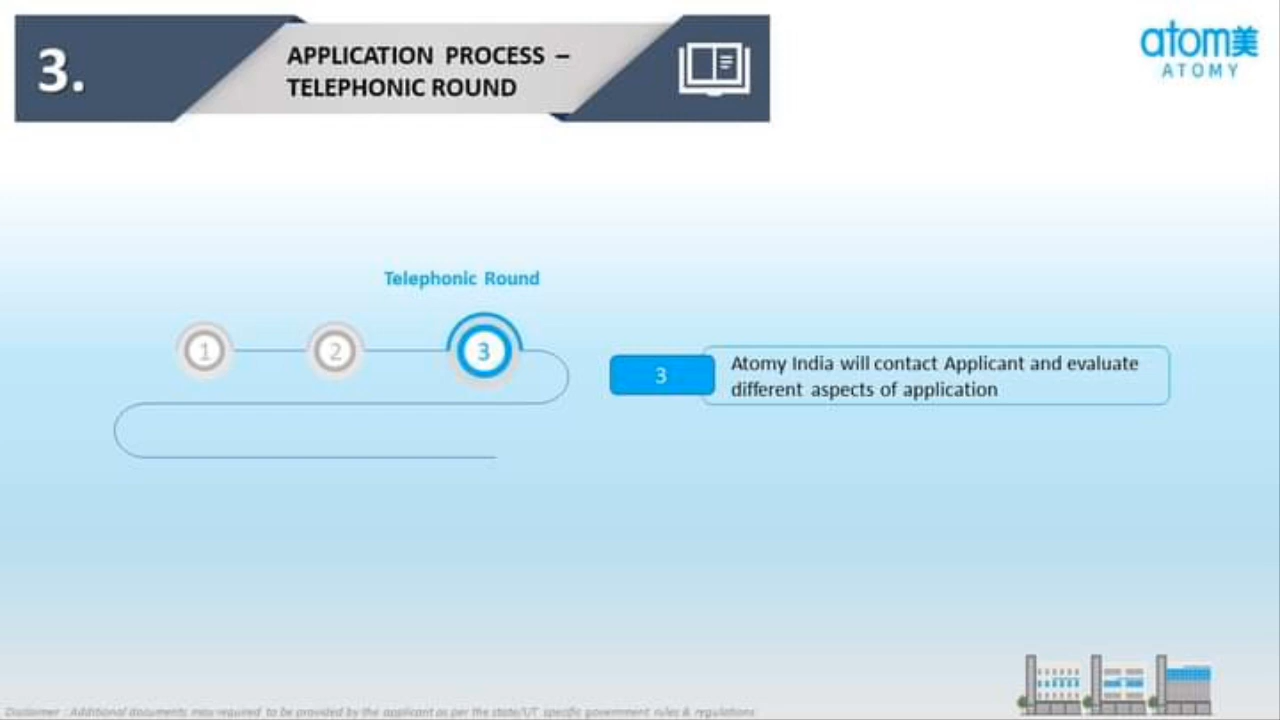 3.
APPLICATION PROCESS –
TELEPHONIC ROUND
atom美
ATOMY
Telephonic Round
1
2
3
3
Atomy India will contact Applicant and evaluate
different aspects of application
Disclaimer : Additional documents may required to be provided by the applicant as per the state/UT specific government rules & regulations